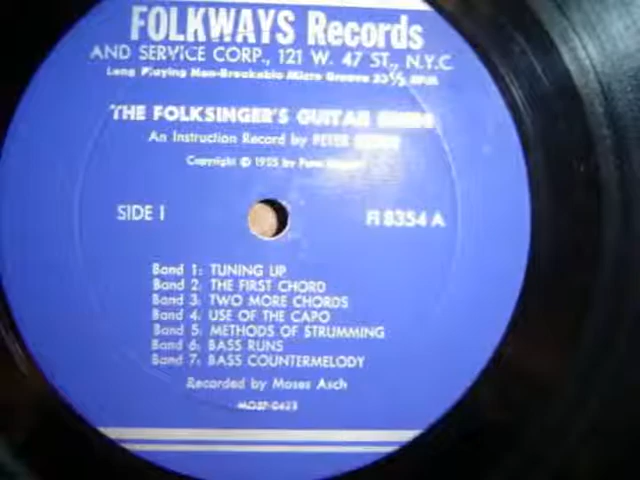 FOLKWAYS Records
AND SERVICE CORP., 121 W. 47 ST., N.Y.C.
Long Playing Non-Breakable Micro Groove 33⅓ RPM
THE FOLKSINGER'S GUITAR
An Instruction Record by PETER
Copyright © 1955 by
SIDE I
FI 8354 A
Band 1: TUNING UP
Band 2: THE FIRST CHORD
Band 3: TWO MORE CHORDS
Band 4: USE OF THE CAPO
Band 5: METHODS OF STRUMMING
Band 6: BASS RUNS
Band 7: BASS COUNTERMELODY
Recorded by Moses Asch